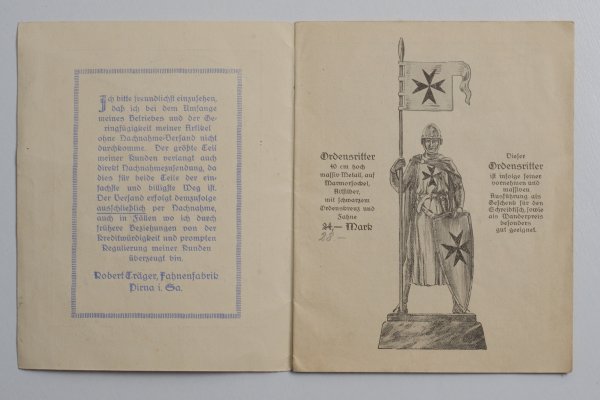 Ich bitte freundlichst einzusehen,
daß ich bei dem Umfange
meines Betriebes und der Ge-
ringfügigkeit meiner Artikel
ohne Nachnahme-Versand nicht
durchkomme. Der größte Teil
meiner Kunden verlangt auch
direkt Nachnahmezusendung, da
dies für beide Teile der ein-
fachste und billigste Weg ist.
Der Versand erfolgt demzufolge
ausschließlich per Nachnahme,
auch in Fällen wo ich durch
frühere Beziehungen von der
Kreditwürdigkeit und prompten
Regulierung meiner Kunden
überzeugt bin.
Robert Träger, Fahnenfabrik
Pirna i. Sa.
Ordensritter
40 cm hoch
massiv Metall, auf
Marmorsockel,
Altsilber,
mit schwarzem
Ordenskreuz und
Fahne
24,— Mark
28 —
Dieser
Ordensritter
ist infolge seiner
vornehmen und
massiven
Ausführung als
Geschenk für den
Schreibtisch, sowie
als Wanderpreis
besonders
gut geeignet.